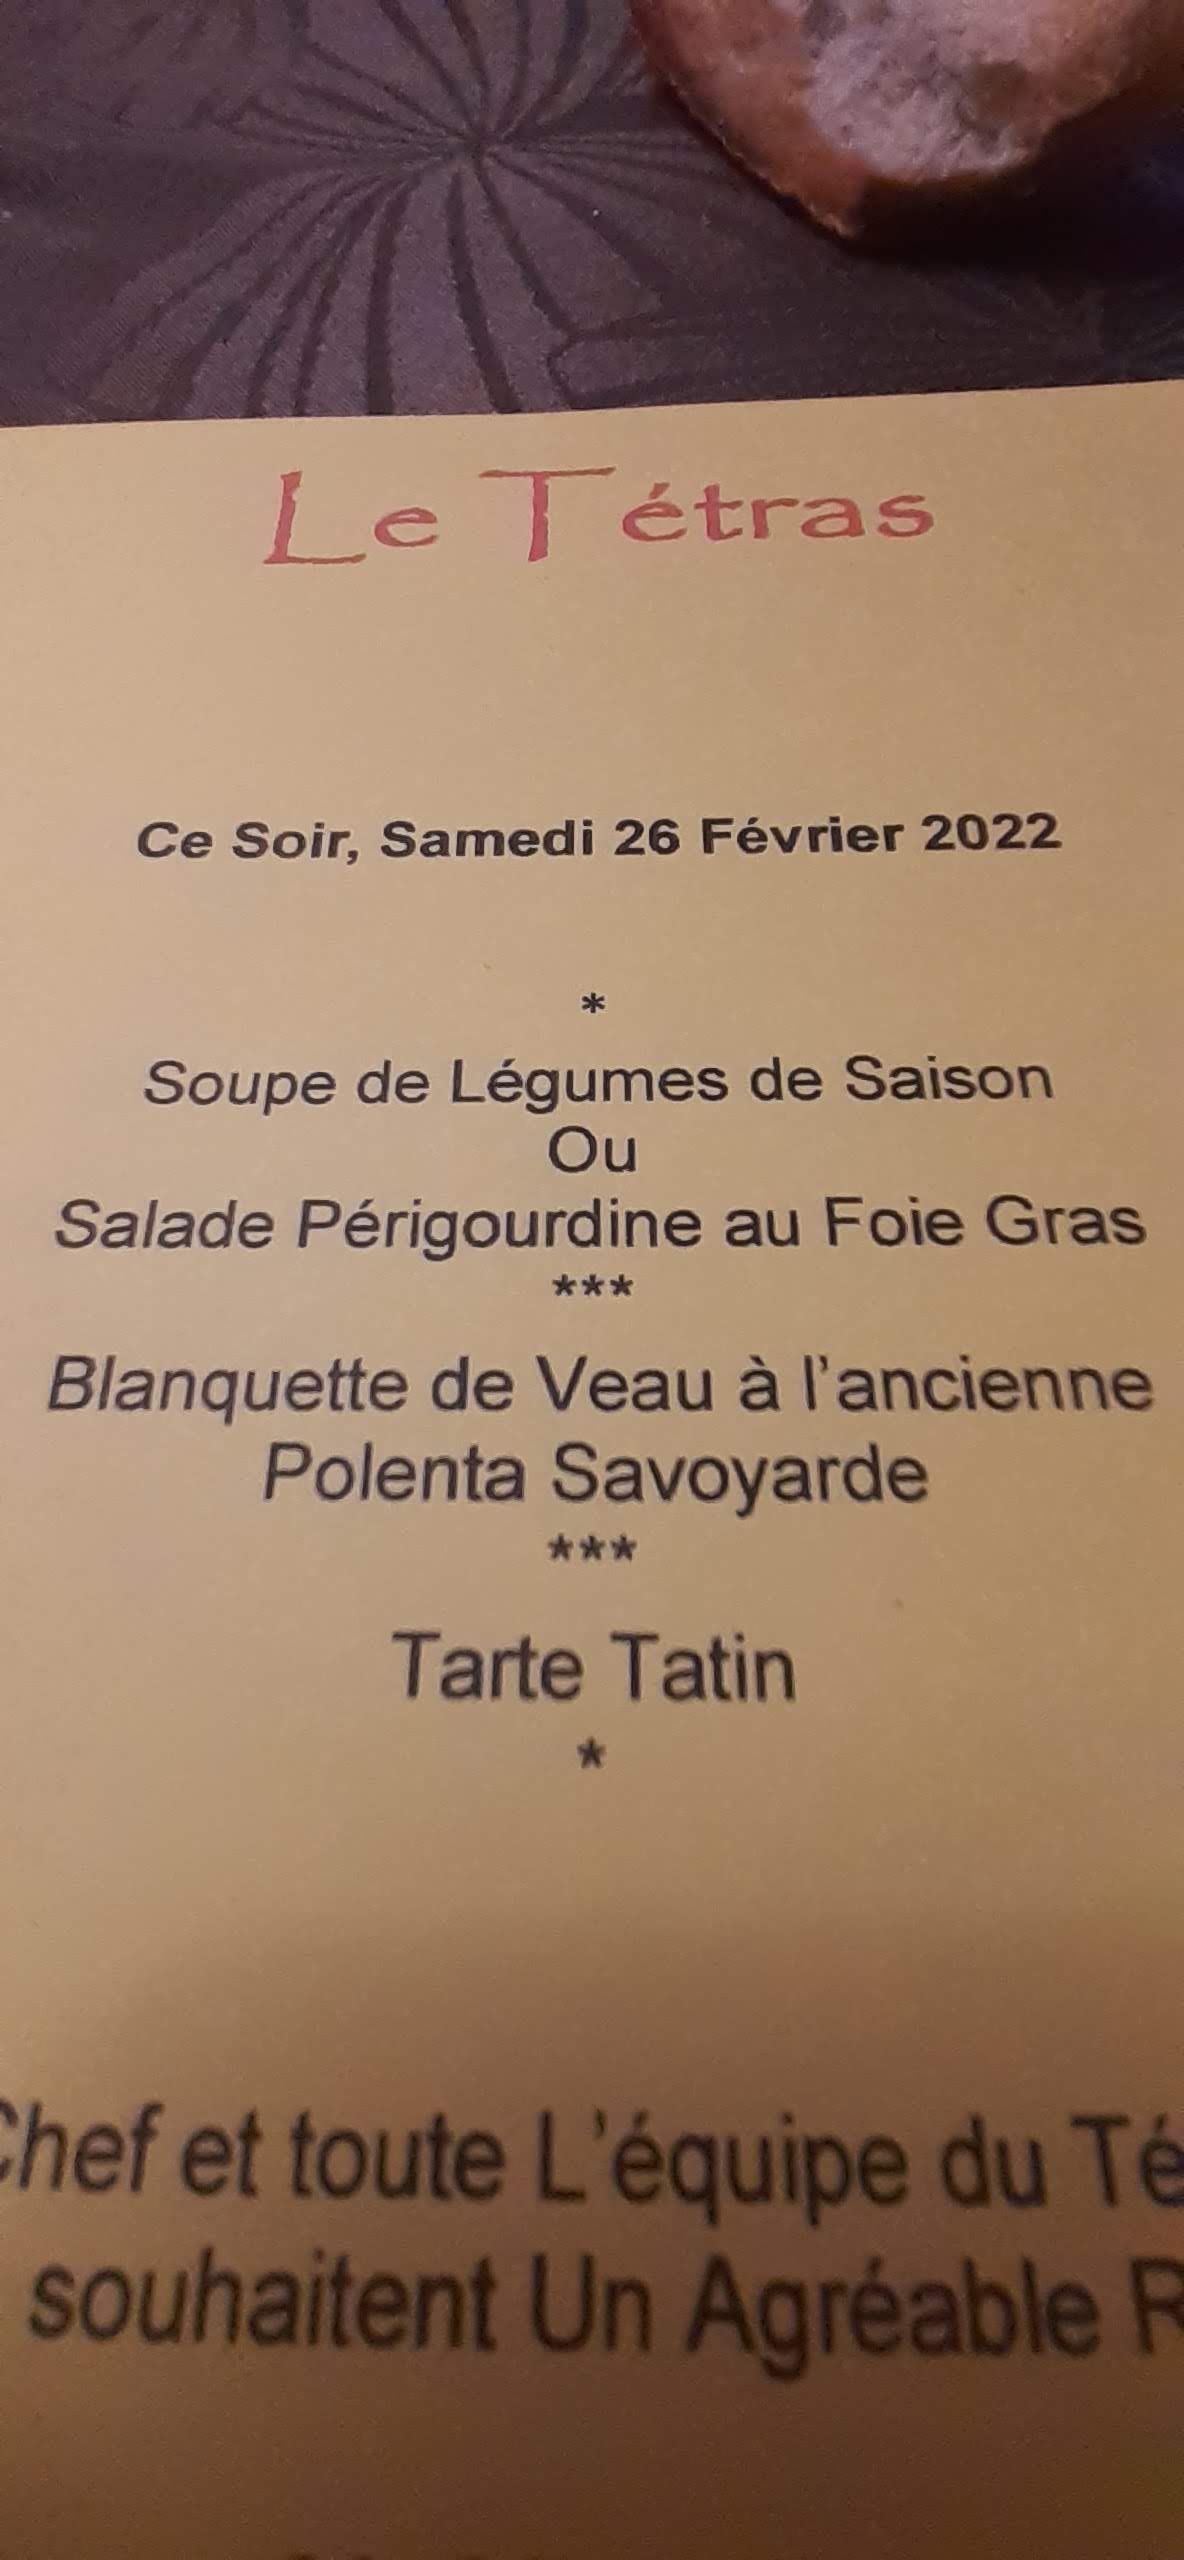 Le Tétras
Ce Soir, Samedi 26 Février 2022
*
Soupe de Légumes de Saison
Ou
Salade Périgourdine au Foie Gras
***
Blanquette de Veau à l'ancienne
Polenta Savoyarde
***
Tarte Tatin
*
Chef et toute L'équipe du Té
souhaitent Un Agréable R